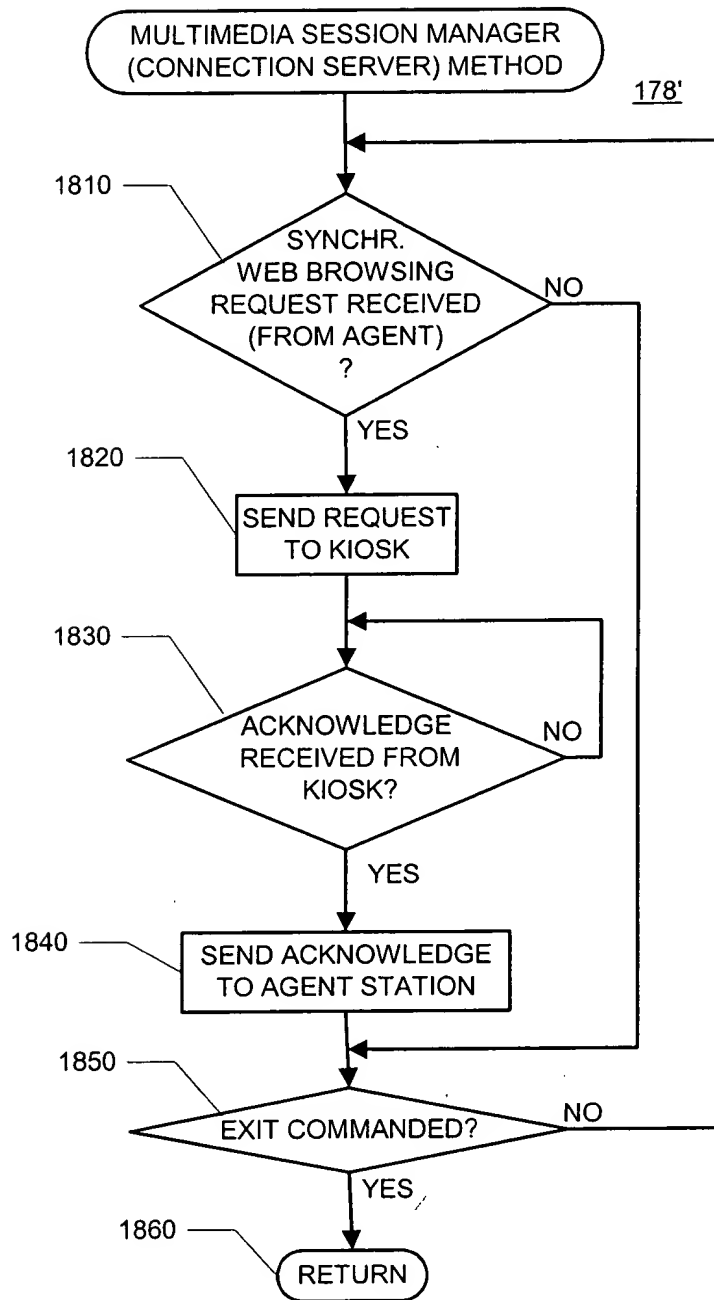 MULTIMEDIA SESSION MANAGER
(CONNECTION SERVER) METHOD
178'
1810
SYNCHR.
WEB BROWSING
REQUEST RECEIVED
(FROM AGENT)
?
NO
YES
1820
SEND REQUEST
TO KIOSK
1830
ACKNOWLEDGE
RECEIVED FROM
KIOSK?
NO
YES
1840
SEND ACKNOWLEDGE
TO AGENT STATION
1850
EXIT COMMANDED?
NO
YES
1860
RETURN